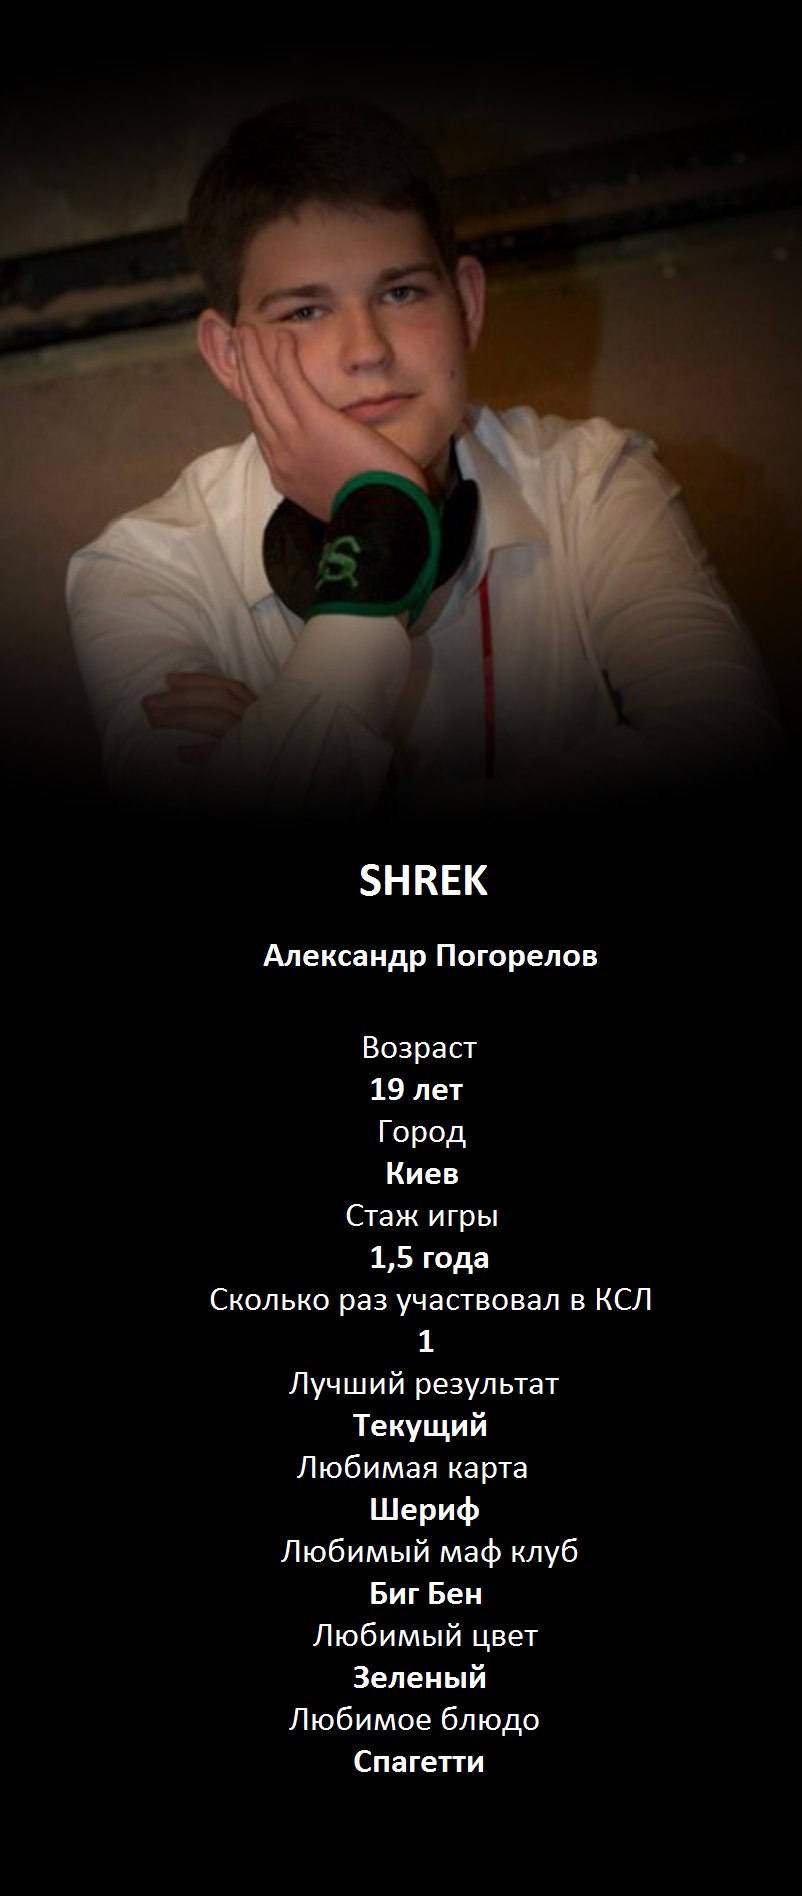 S
SHREK
Александр Погорелов
Возраст
19 лет
Город
Киев
Стаж игры
1,5 года
Сколько раз участвовал в КСЛ
1
Лучший результат
Текущий
Любимая карта
Шериф
Любимый маф клуб
Биг Бен
Любимый цвет
Зеленый
Любимое блюдо
Спагетти